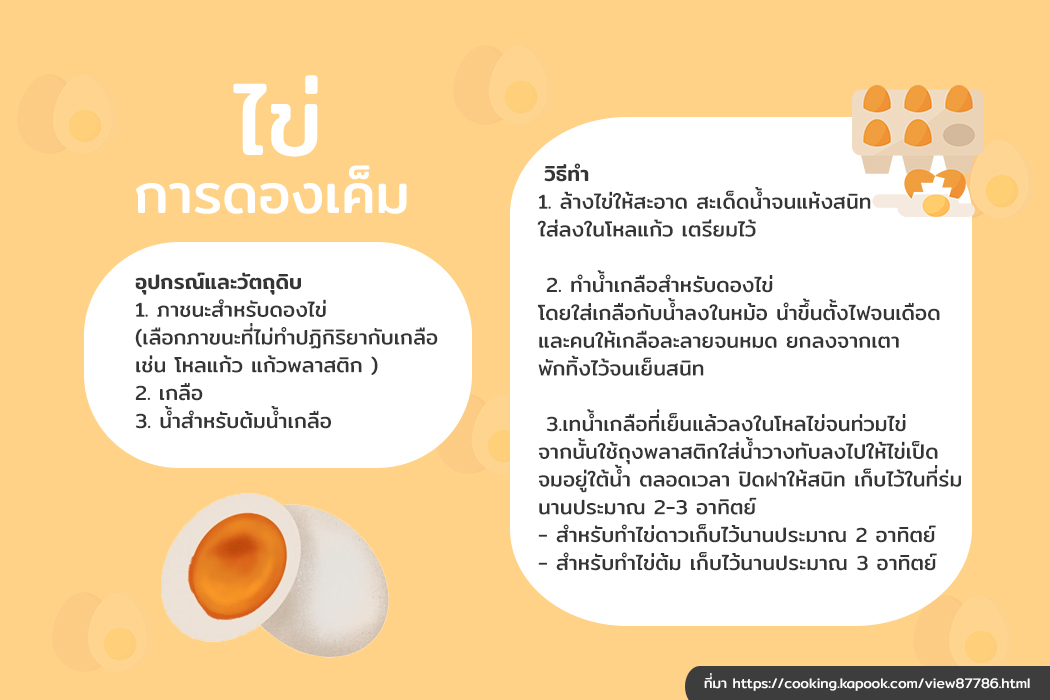 ไข่
การดองเค็ม
อุปกรณ์และวัตถุดิบ
1. ภาชนะสำหรับดองไข่
(เลือกภาขนะที่ไม่ทำปฏิกิริยากับเกลือ
เช่น โหลแก้ว แก้วพลาสติก )
2. เกลือ
3. น้ำสำหรับต้มน้ำเกลือ
วิธีทำ
1. ล้างไข่ให้สะอาด สะเด็ดน้ำจนแห้งสนิท
ใส่ลงในโหลแก้ว เตรียมไว้
2. ทำน้ำเกลือสำหรับดองไข่
โดยใส่เกลือกับน้ำลงในหม้อ นำขึ้นตั้งไฟจนเดือด
และคนให้เกลือละลายจนหมด ยกลงจากเตา
พักทิ้งไว้จนเย็นสนิท
3.เทน้ำเกลือที่เย็นแล้วลงในโหลไข่จนท่วมไข่
จากนั้นใช้ถุงพลาสติกใส่น้ำวางทับลงไปให้ไข่เป็ด
จมอยู่ใต้น้ำ ตลอดเวลา ปิดฝาให้สนิท เก็บไว้ในที่ร่ม
นานประมาณ 2-3 อาทิตย์
- สำหรับทำไข่ดาวเก็บไว้นานประมาณ 2 อาทิตย์
- สำหรับทำไข่ต้ม เก็บไว้นานประมาณ 3 อาทิตย์
ที่มา https://cooking.kapook.com/view87786.html